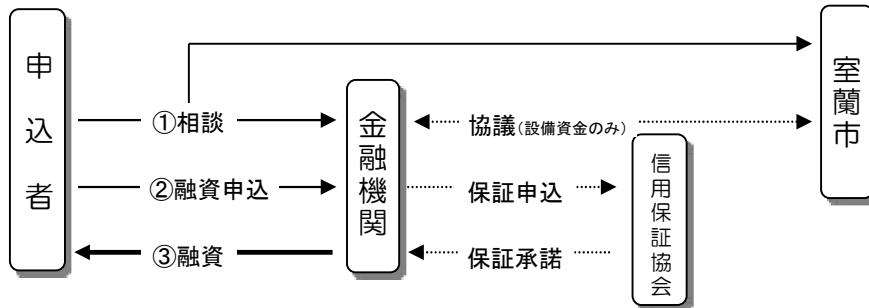 申込者
①相談
②融資申込
③融資
金融機関
協議(設備資金のみ)
保証申込
保証承諾
信用保証協会
室蘭市